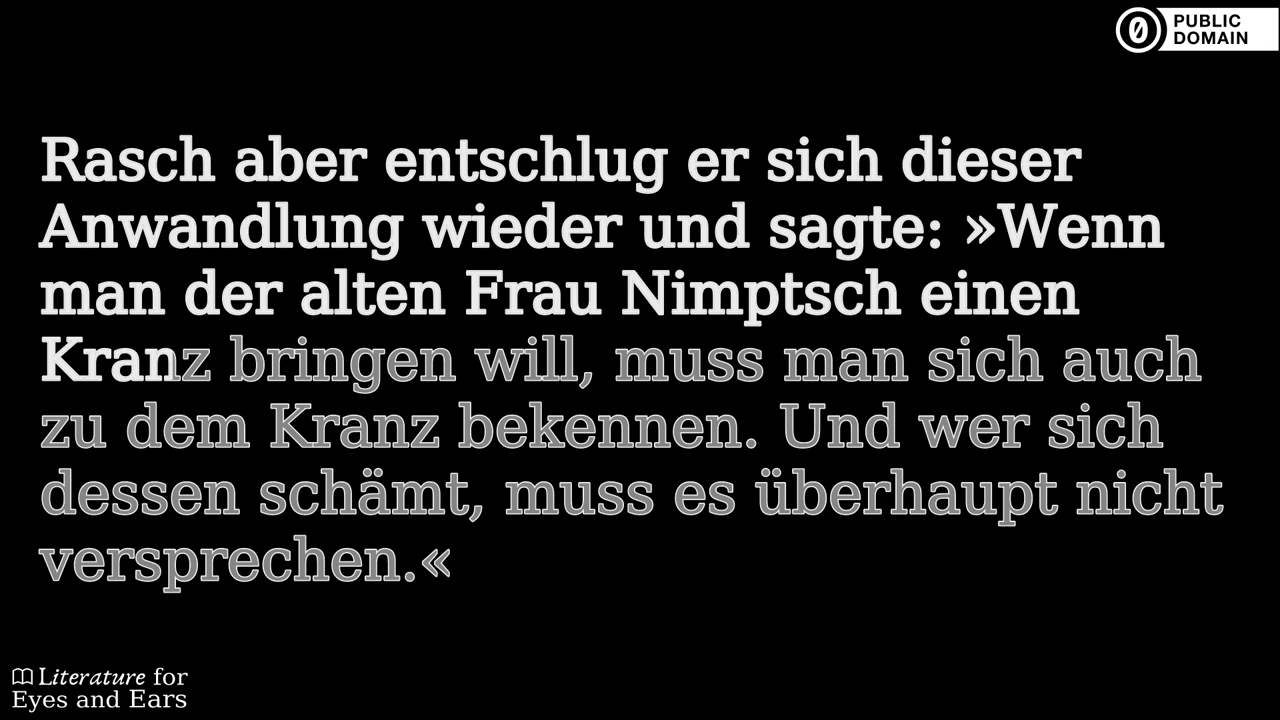 PUBLIC
DOMAIN
Rasch aber entschlug er sich dieser
Anwandlung wieder und sagte: »Wenn
man der alten Frau Nimptsch einen
Kranz bringen will, muss man sich auch
zu dem Kranz bekennen. Und wer sich
dessen schämt, muss es überhaupt nicht
versprechen.«
Literature for
Eyes and Ears